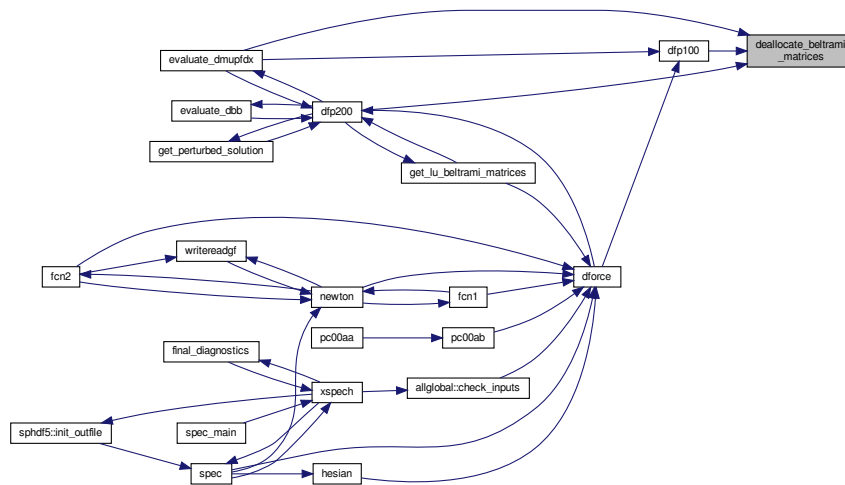 deallocate_beltrami
_matrices
dfp100
evaluate_dmupfdx
evaluate_dbb
dfp200
get_perturbed_solution
get_lu_beltrami_matrices
writereadgf
fcn2
dforce
newton
fcn1
pc00aa
pc00ab
final_diagnostics
xspech
allglobal::check_inputs
sphdf5::init_outfile
spec_main
spec
hesian